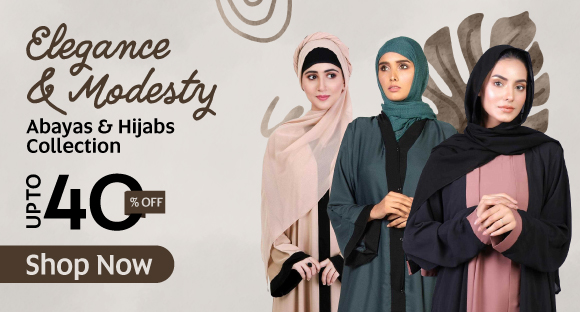 Elegance
& Modesty
Abayas & Hijabs
Collection
UPTO 40 % OFF
Shop Now